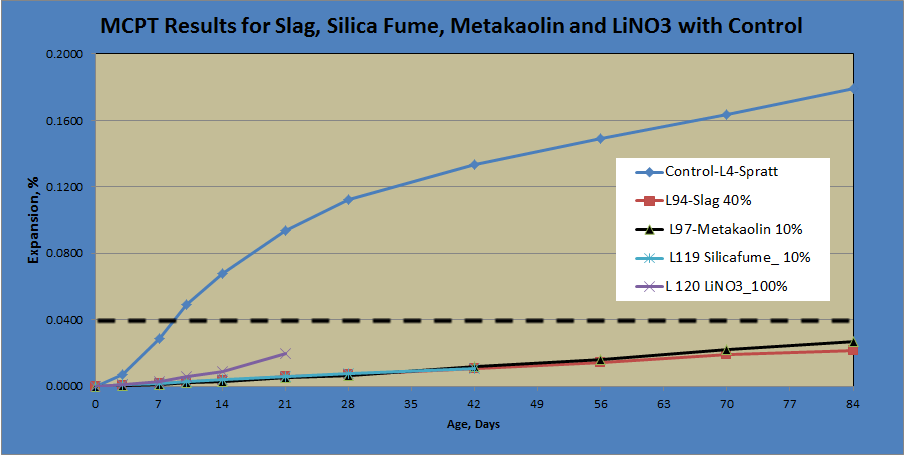 MCPT Results for Slag, Silica Fume, Metakaolin and LiNO3 with Control
0.2000
0.1600
0.1200
0.0800
0.0400
0.0000
Expansion, %
Control-L4-Spratt
L94-Slag 40%
L97-Metakaolin 10%
L119 Silicafume_ 10%
L 120 LiNO3_100%
0 7 14 21 28 35 42 49 56 63 70 77 84
Age, Days